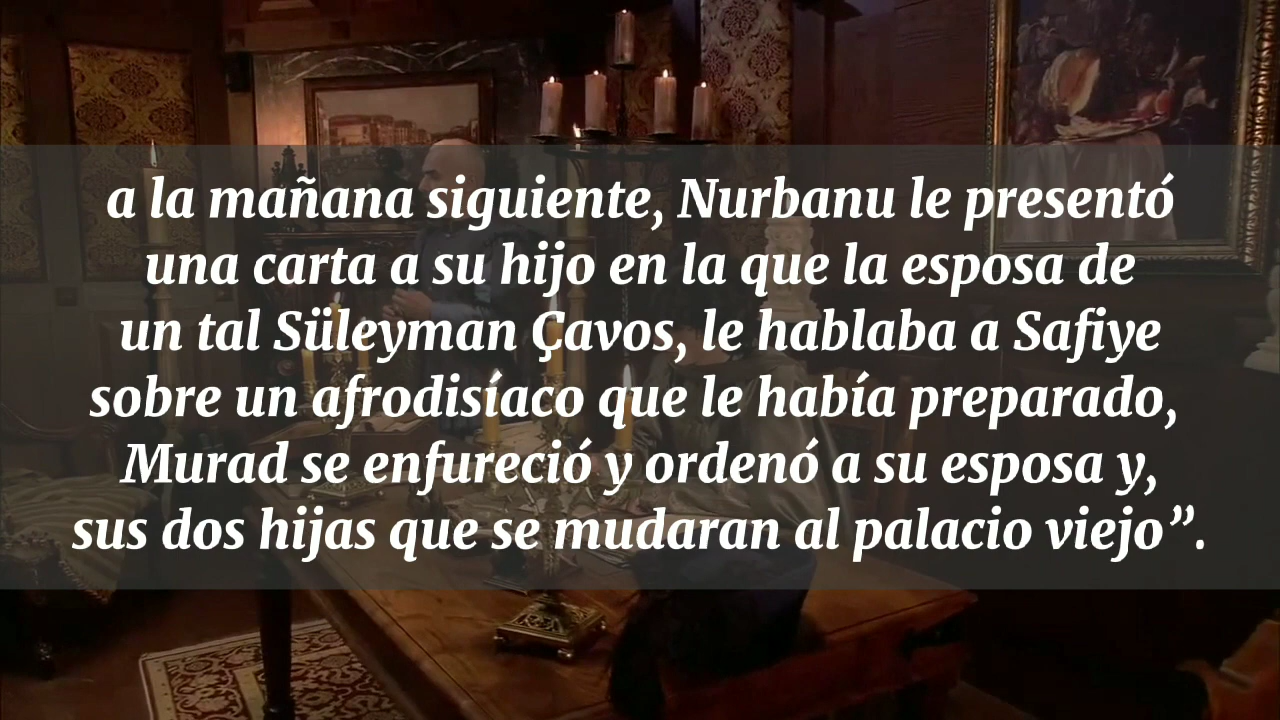 a la mañana siguiente, Nurbanu le presentó
una carta a su hijo en la que la esposa de
un tal Süleyman Çavos, le hablaba a Safiye
sobre un afrodisíaco que le había preparado,
Murad se enfureció y ordenó a su esposa y,
sus dos hijas que se mudaran al palacio viejo”.